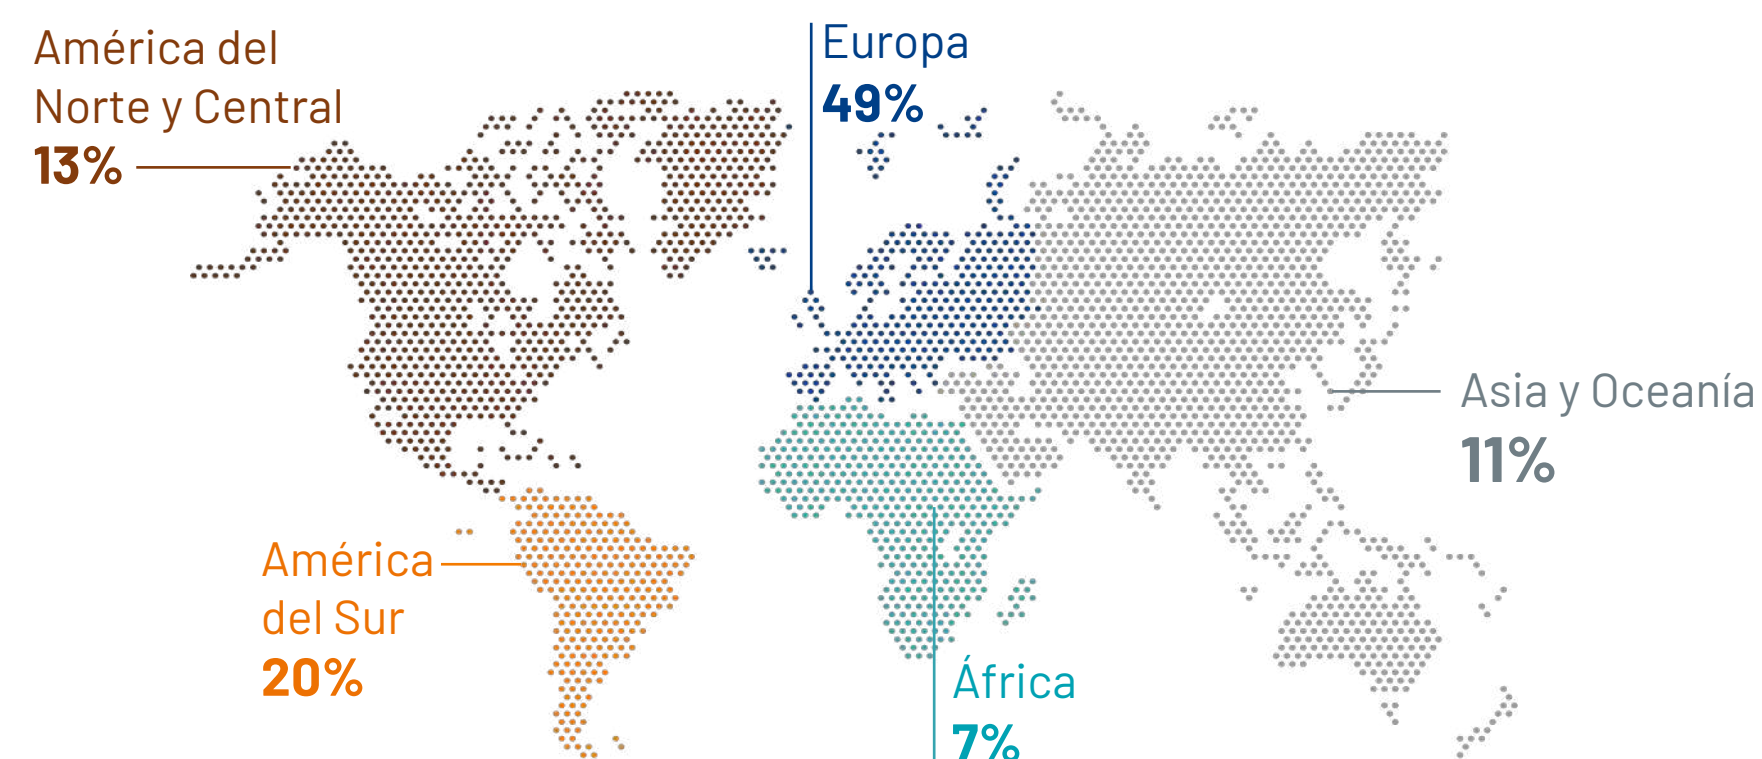 América del
Norte y Central
13%
Europa
49%
Asia y Oceanía
11%
América
del Sur
20%
África
7%